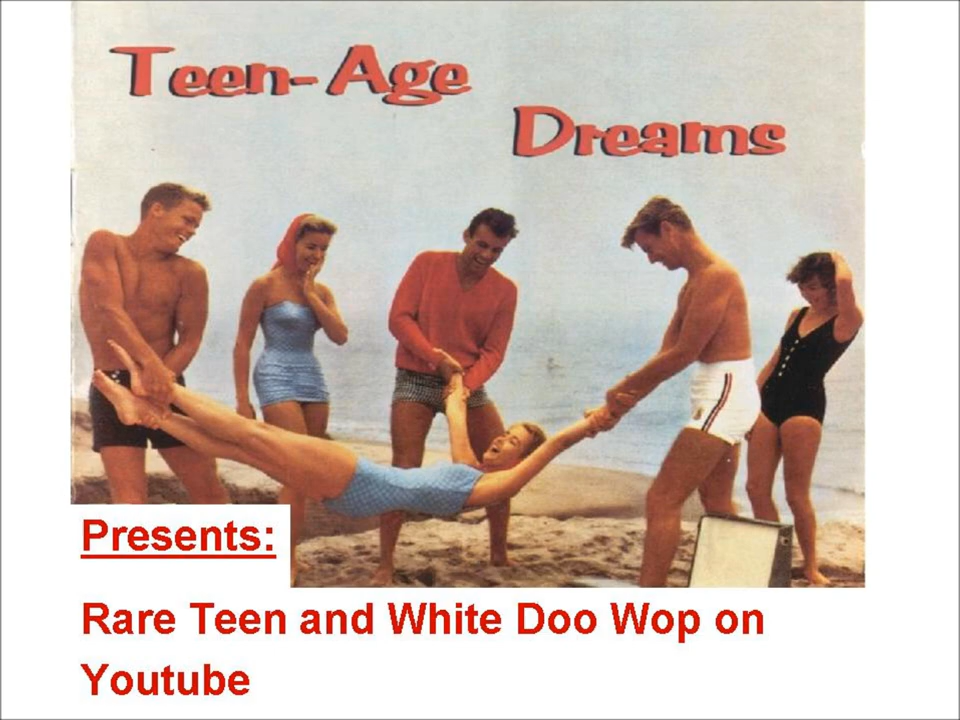 Teen-Age
Dreams
Presents:
Rare Teen and White Doo Wop on
Youtube